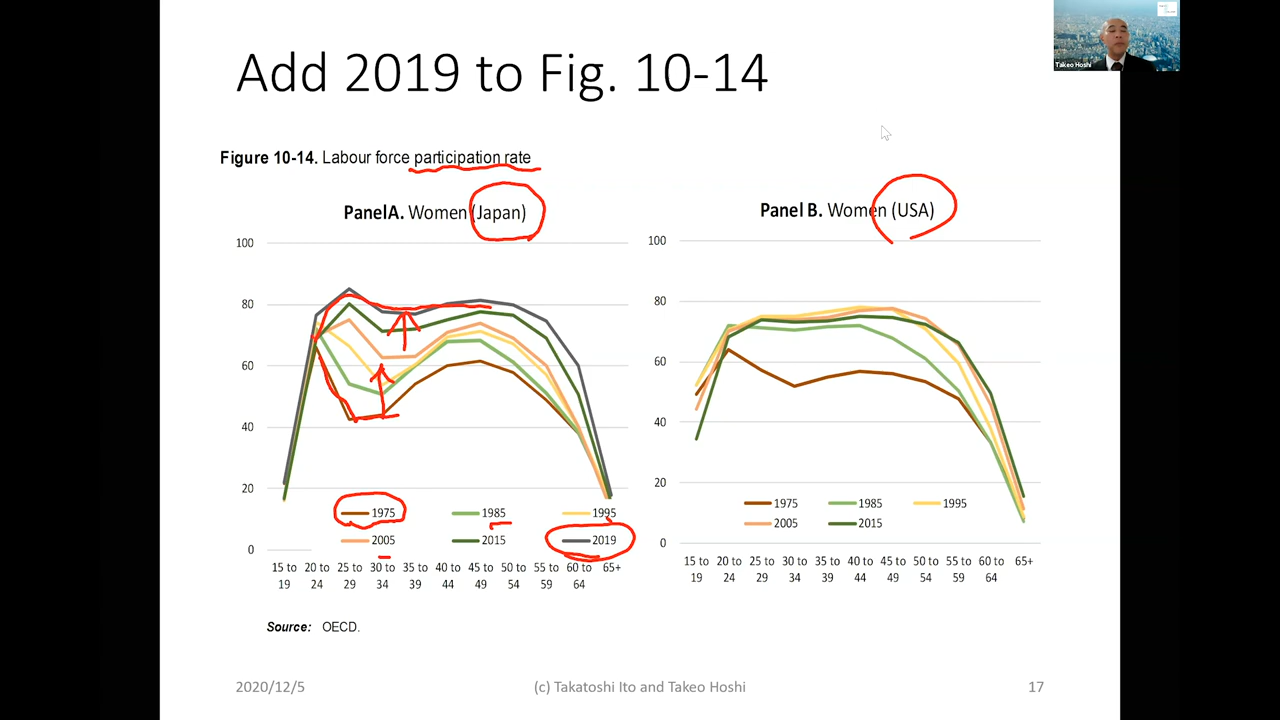 Add 2019 to Fig. 10-14
Takeo Hoshi
Figure 10-14. Labour force participation rate
PanelA. Women (Japan)
100
80
60
40
20
0
15 to 19
20 to 24
25 to 29
30 to 34
35 to 39
40 to 44
45 to 49
50 to 54
55 to 59
60 to 64
65+
1975
1985
1995
2005
2015
2019
Panel B. Women (USA)
100
80
60
40
20
0
15 to 19
20 to 24
25 to 29
30 to 34
35 to 39
40 to 44
45 to 49
50 to 54
55 to 59
60 to 64
65+
1975
1985
1995
2005
2015
Source: OECD.
2020/12/5
(c) Takatoshi Ito and Takeo Hoshi
17